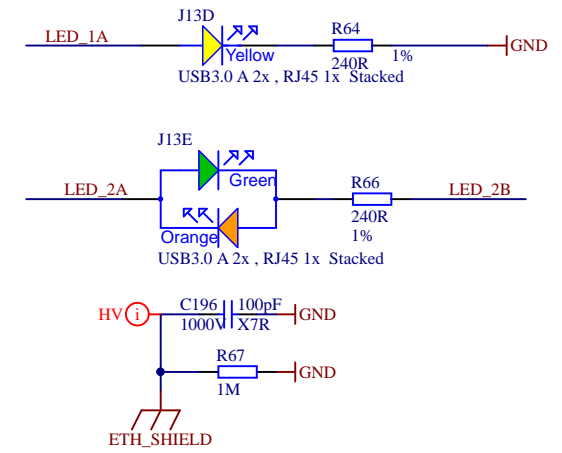 J13D
LED_1A
R64
GND
Yellow
240R
1%
USB3.0 A 2x , RJ45 1x  Stacked
J13E
Green
R66
LED_2A
LED_2B
240R
Orange
1%
USB3.0 A 2x , RJ45 1x  Stacked
C196
100pF
HV
i
GND
1000V
X7R
R67
GND
1M
ETH_SHIELD